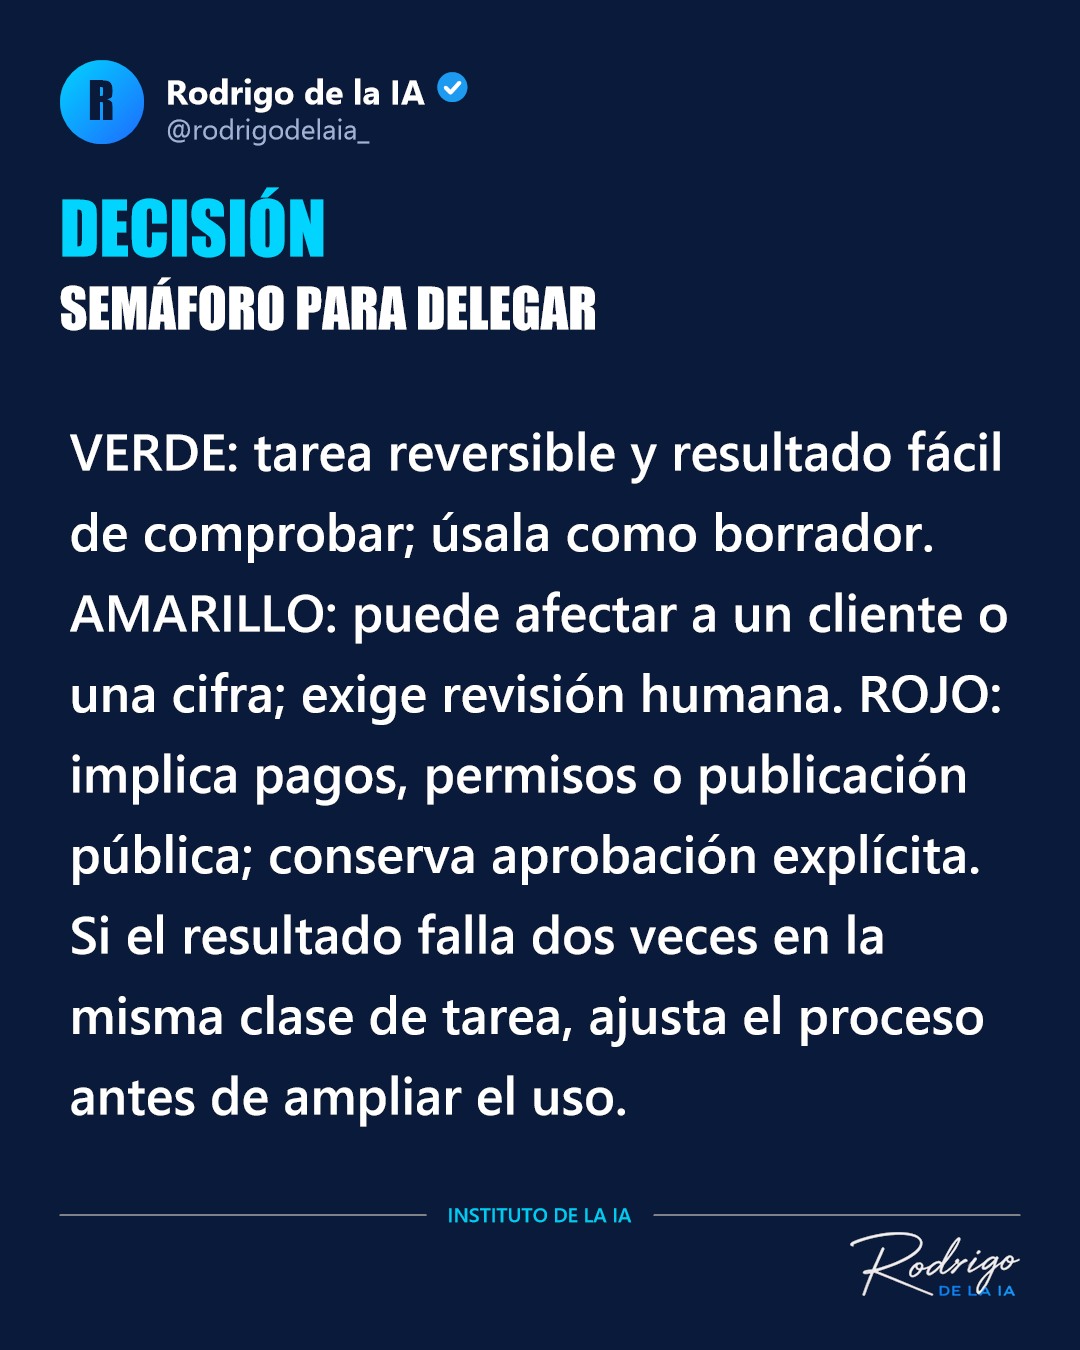 R
Rodrigo de la IA
@rodrigodelaia_
DECISIÓN
SEMÁFORO PARA DELEGAR
VERDE: tarea reversible y resultado fácil
de comprobar; úsala como borrador.
AMARILLO: puede afectar a un cliente o
una cifra; exige revisión humana. ROJO:
implica pagos, permisos o publicación
pública; conserva aprobación explícita.
Si el resultado falla dos veces en la
misma clase de tarea, ajusta el proceso
antes de ampliar el uso.
INSTITUTO DE LA IA
Rodrigo
DE LA IA